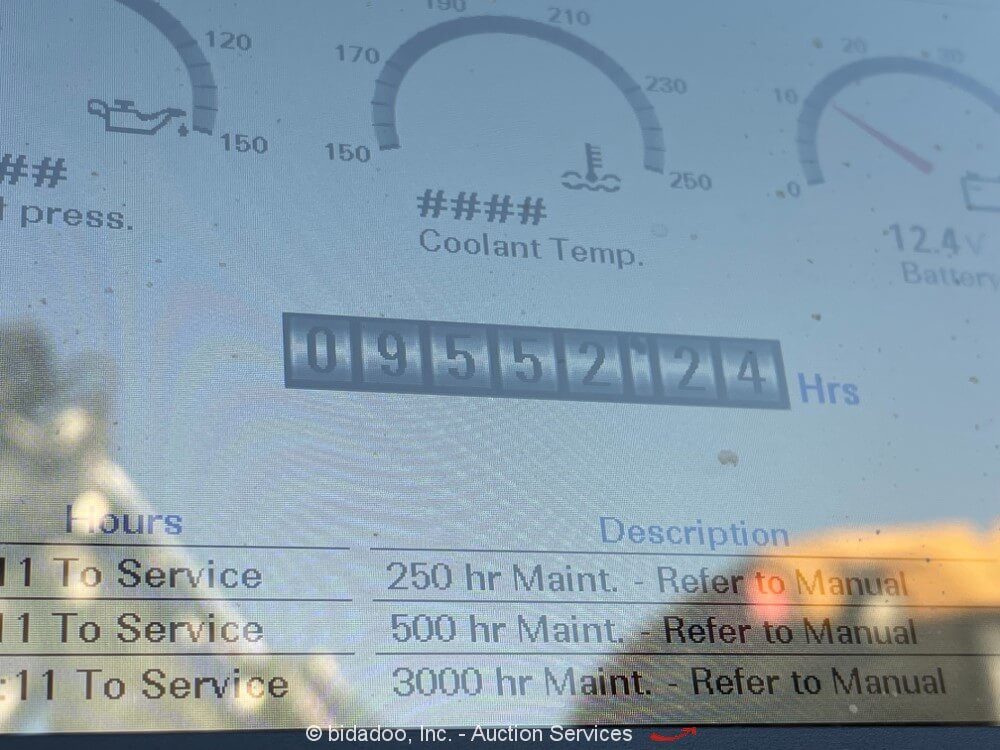 190 210
120 170 230 20 30
10
150 150 250 0
## #### 12.4 V
press. Coolant Temp. Battery
09552 24 Hrs
Hours Description
11 To Service 250 hr Maint. - Refer to Manual
11 To Service 500 hr Maint. - Refer to Manual
:11 To Service 3000 hr Maint. - Refer to Manual
© bidadoo, Inc. - Auction Services